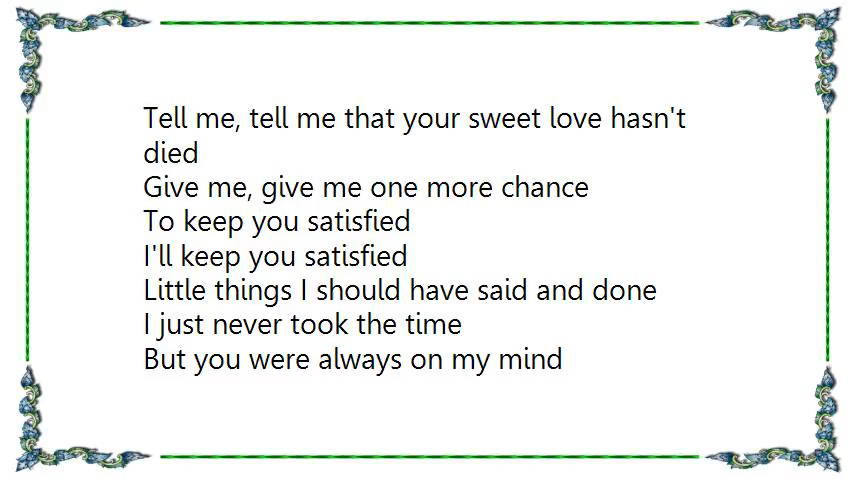 Tell me, tell me that your sweet love hasn't
died
Give me, give me one more chance
To keep you satisfied
I'll keep you satisfied
Little things I should have said and done
I just never took the time
But you were always on my mind